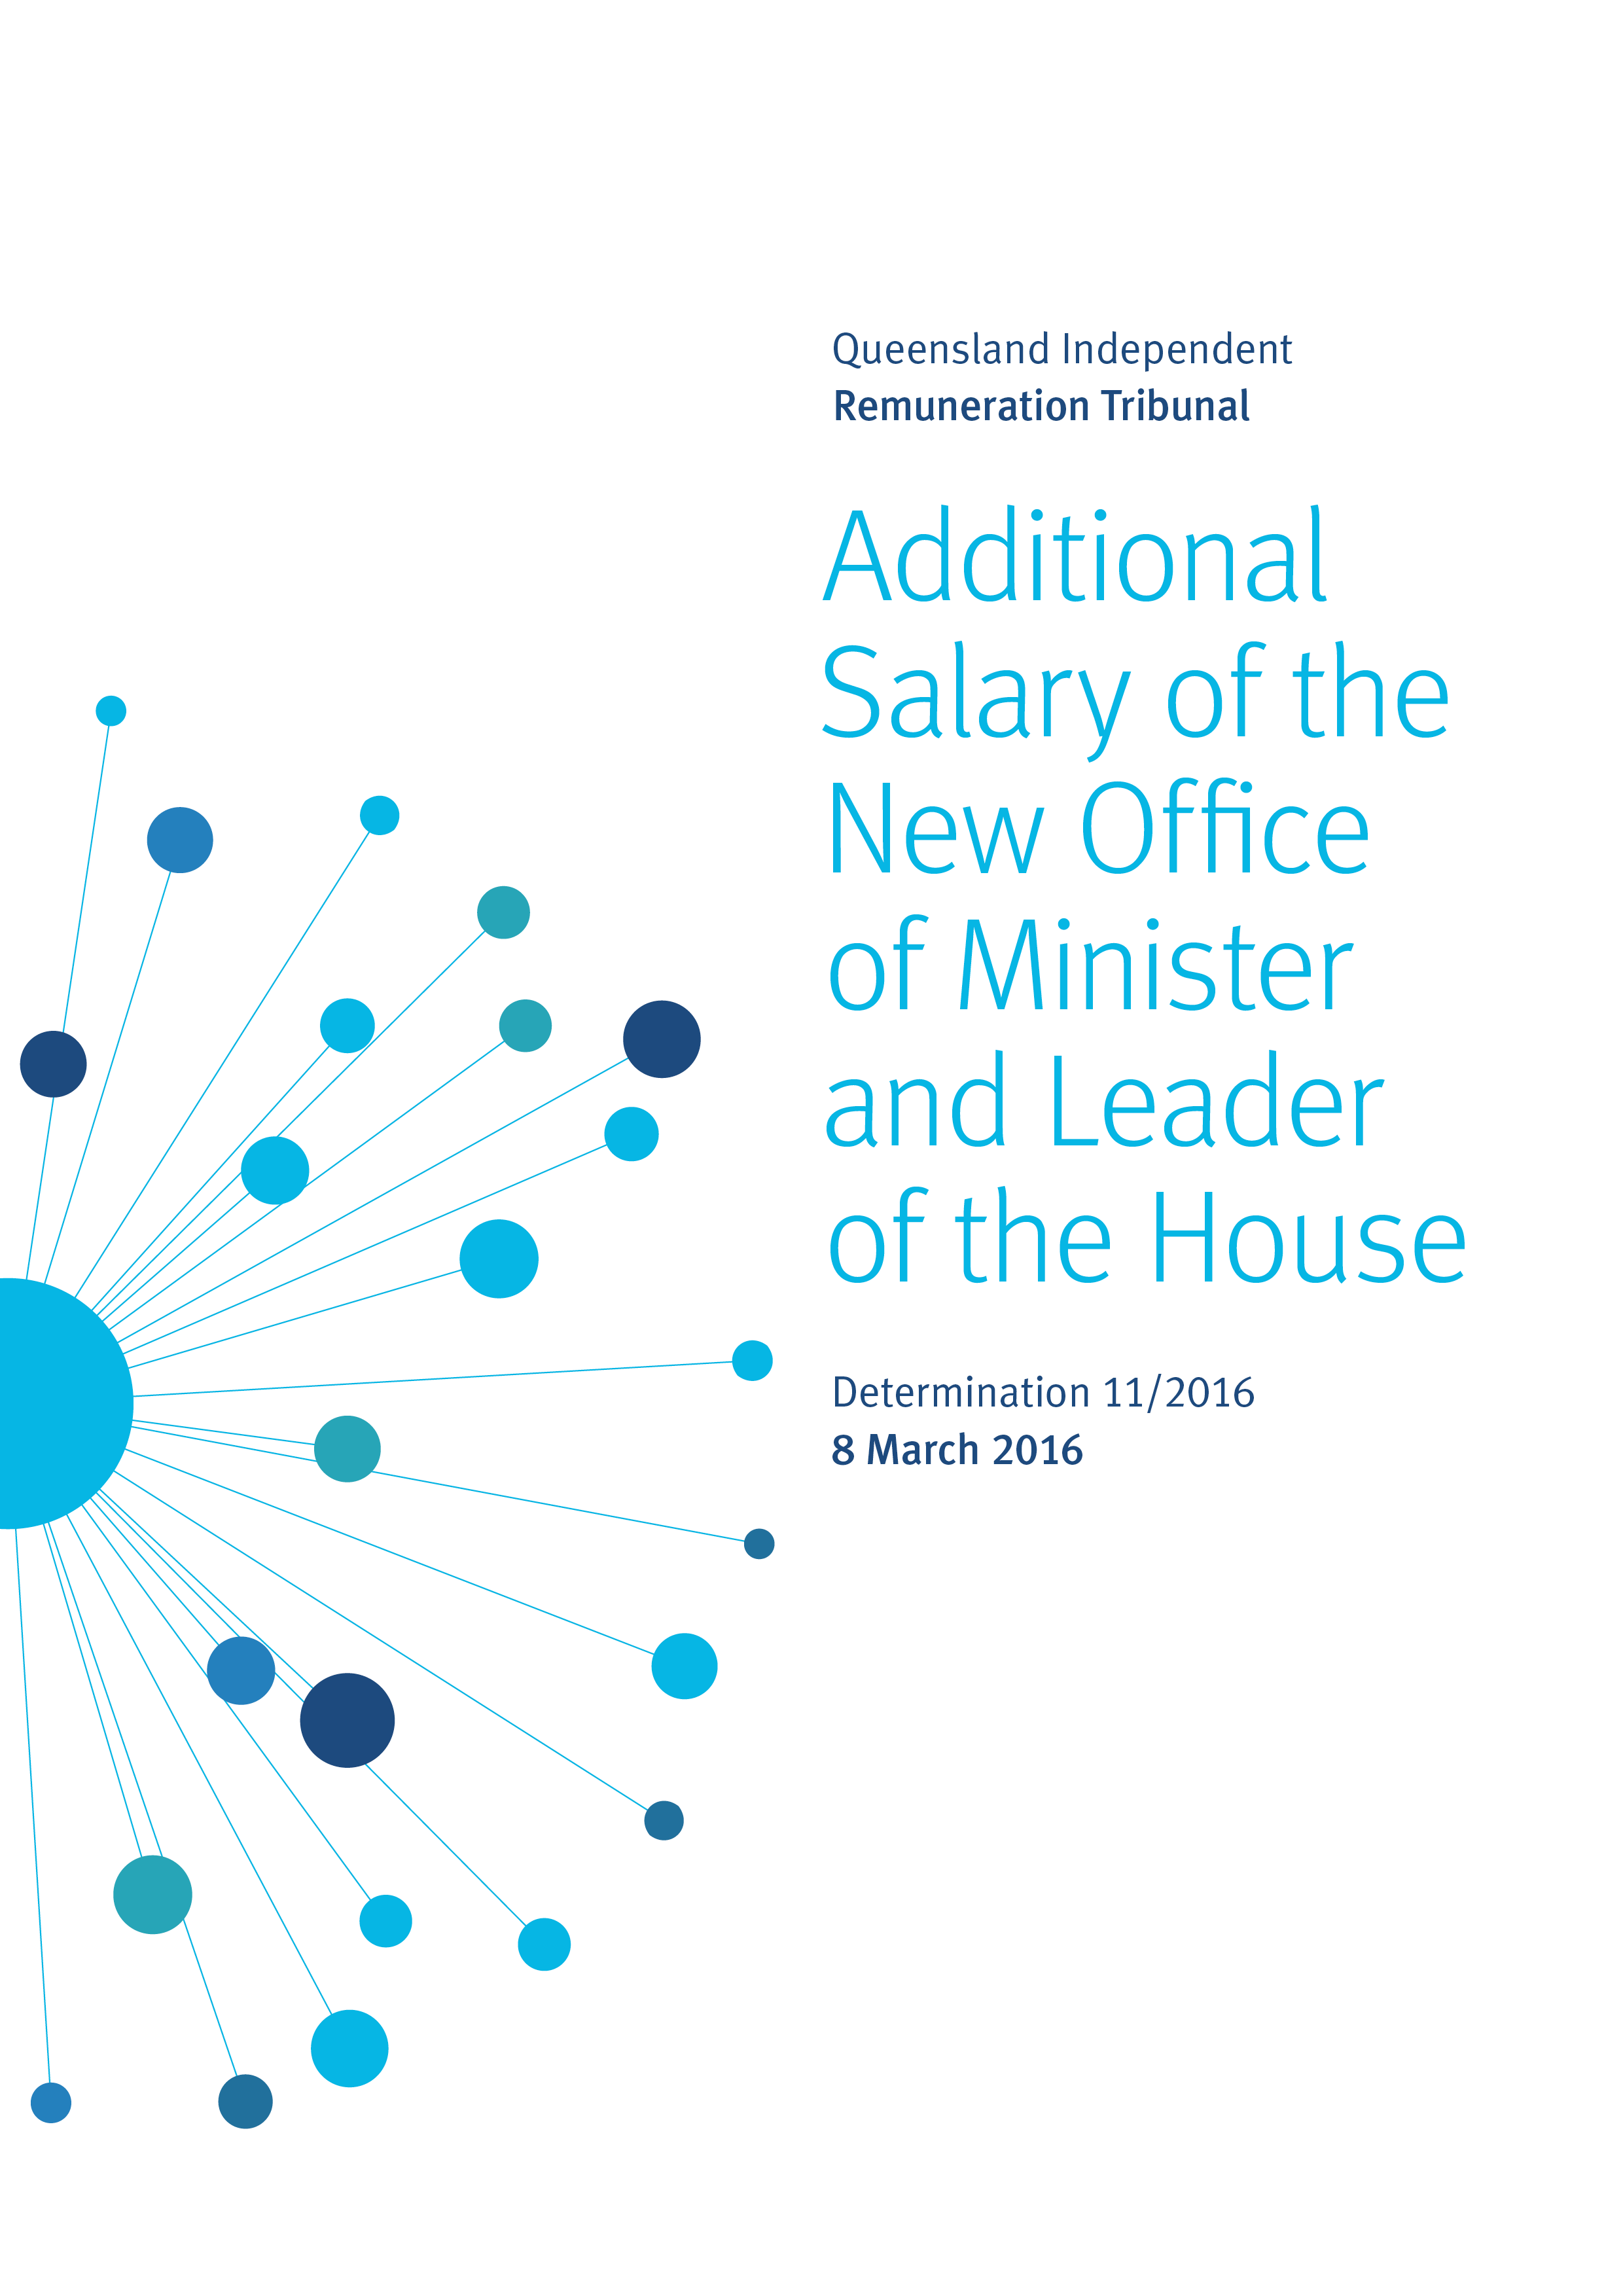 Queensland Independent
Remuneration Tribunal
Additional
Salary of the
New Office
of Minister
and Leader
of the House
Determination 11/2016
8 March 2016